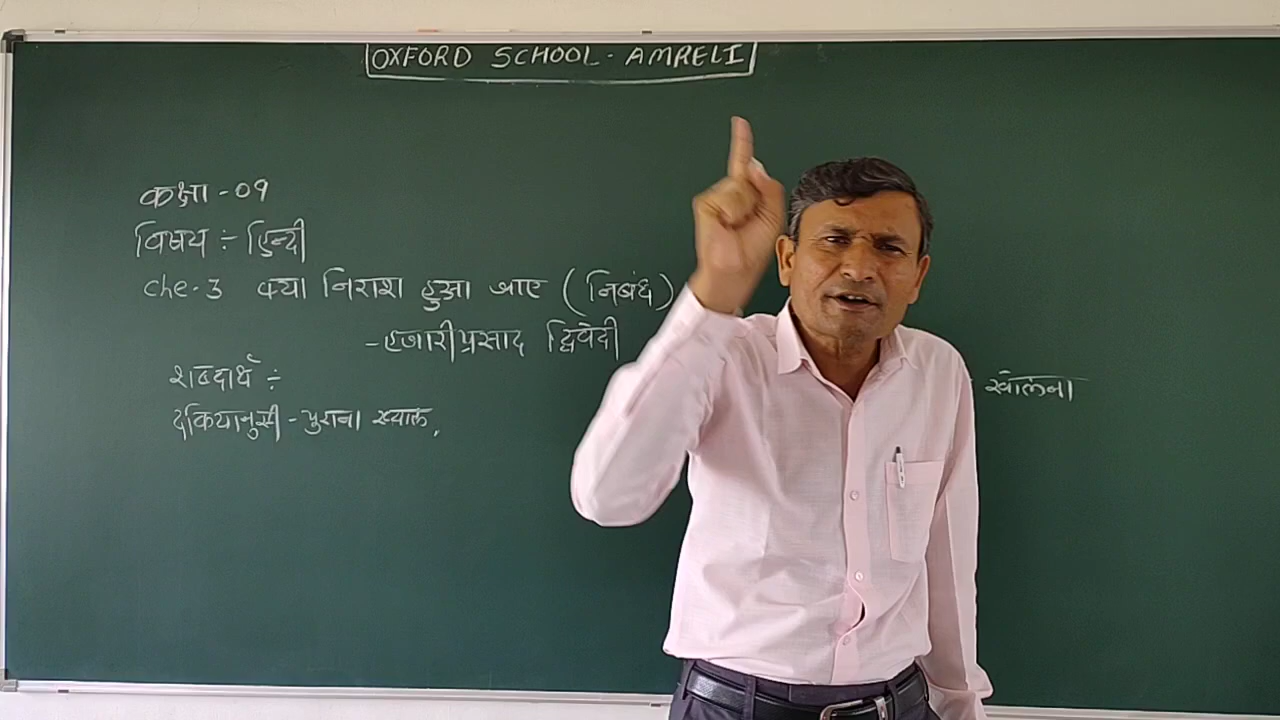 OXFORD SCHOOL - AMRELI
कक्षा - 09
विषय ÷ हिन्दी
che. 3 क्या निराश हुआ जाए (निबंध)
- हजारीप्रसाद द्विवेदी
शब्दार्थ ÷
दकियानुसी - पुराना ख्याल,
खोलना